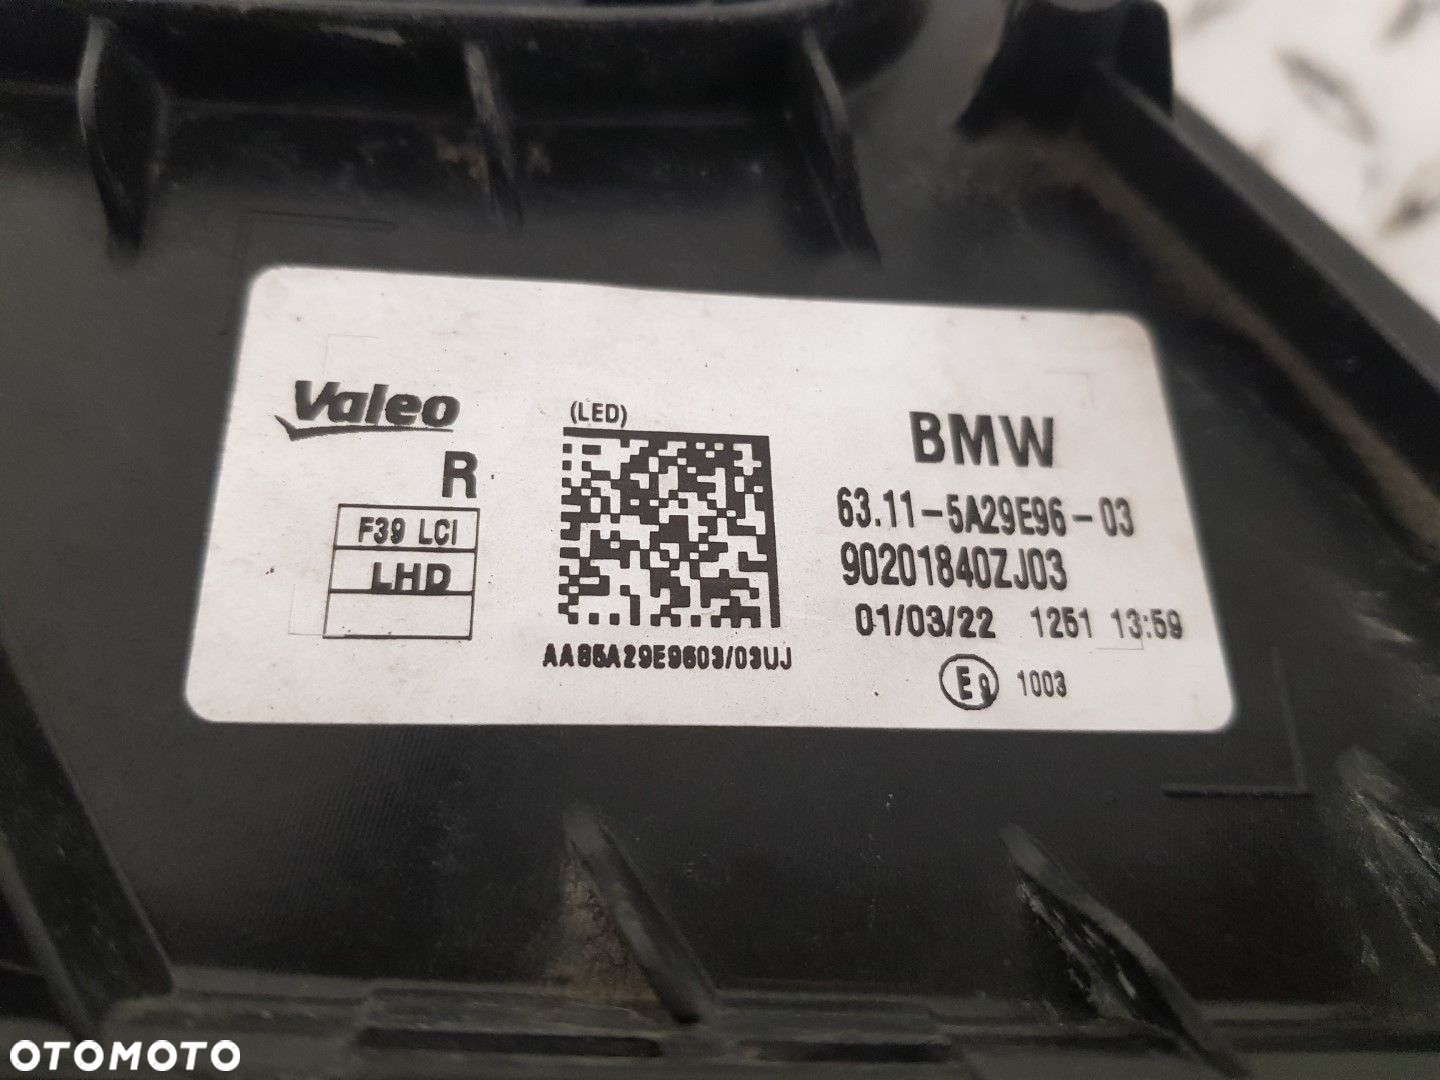 Valeo
R
F39 LCI
LHD
(LED)
AA85A29E9603/03UJ
BMW
63.11-5A29E96-03
90201840ZJ03
01/03/22 1251 13:59
E9 1003
OTOMOTO